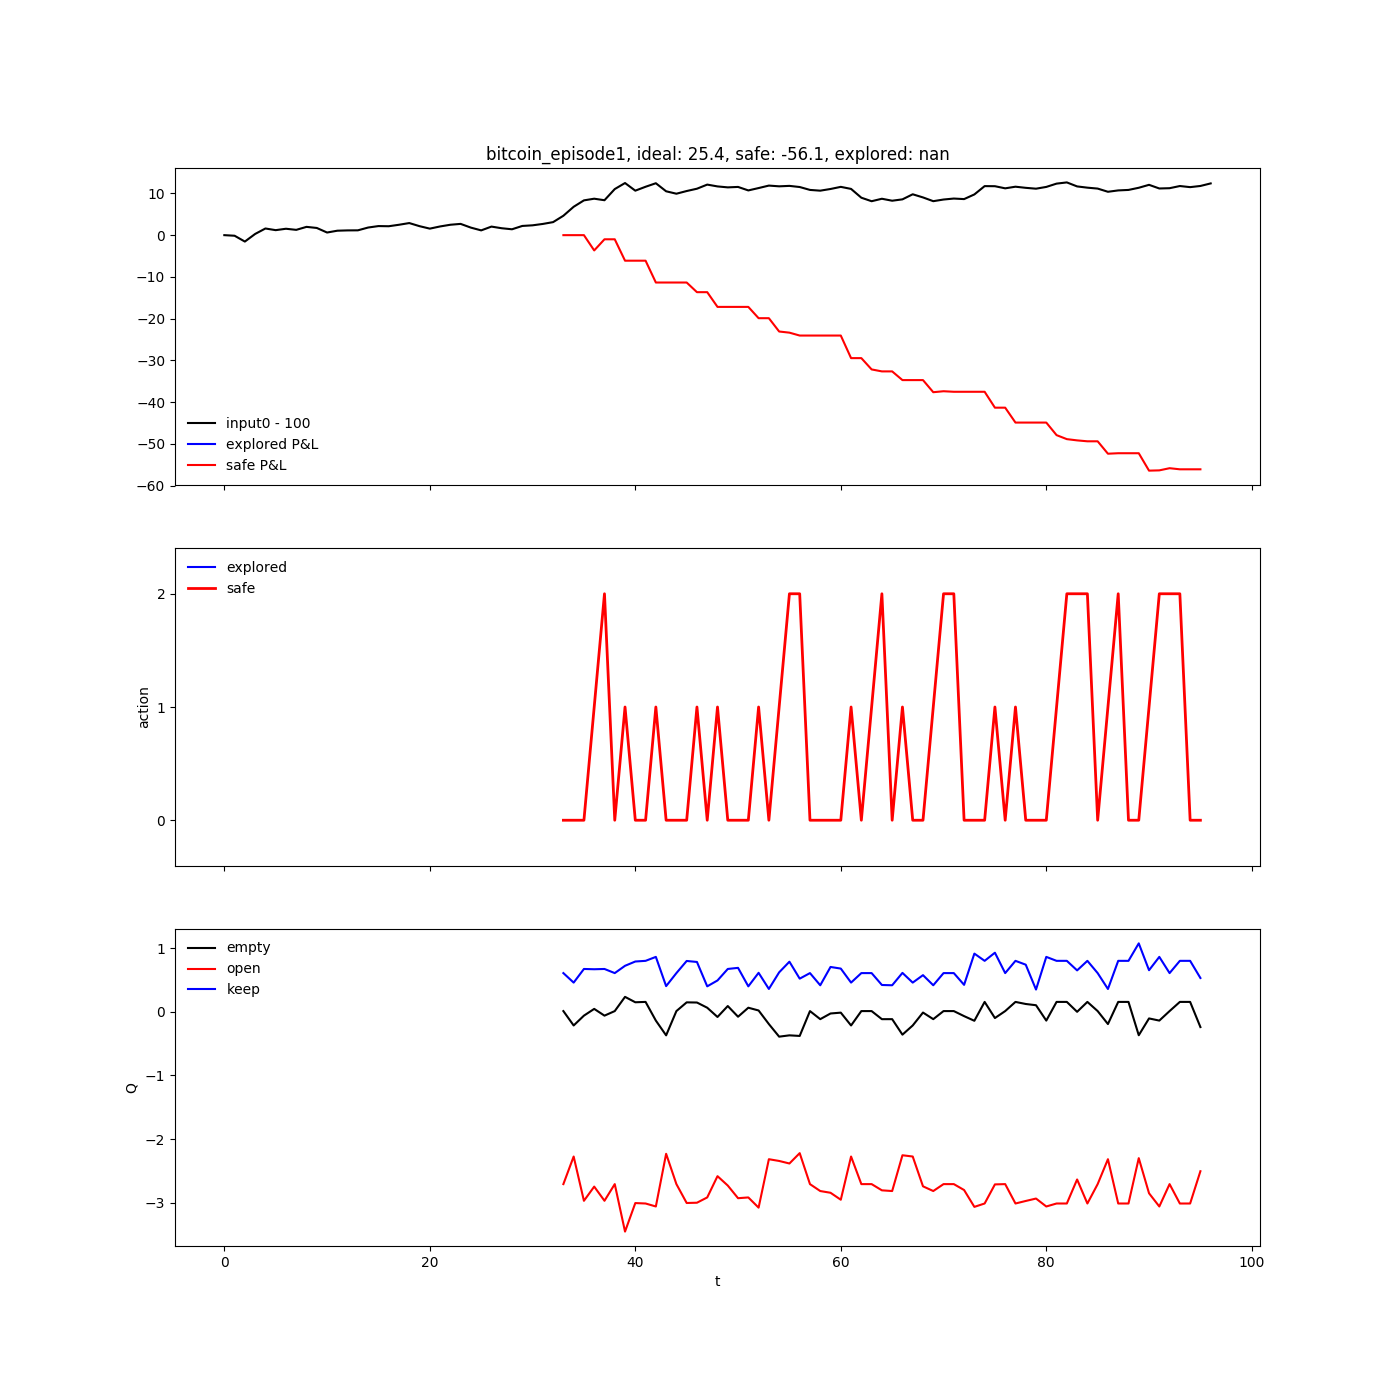 bitcoin_episode1, ideal: 25.4, safe: -56.1, explored: nan
10
0
−10
−20
−30
−40
−50
−60
input0 - 100
explored P&L
safe P&L
explored
safe
2
1
0
action
empty
open
keep
1
0
−1
−2
−3
Q
0 20 40 60 80 100
t